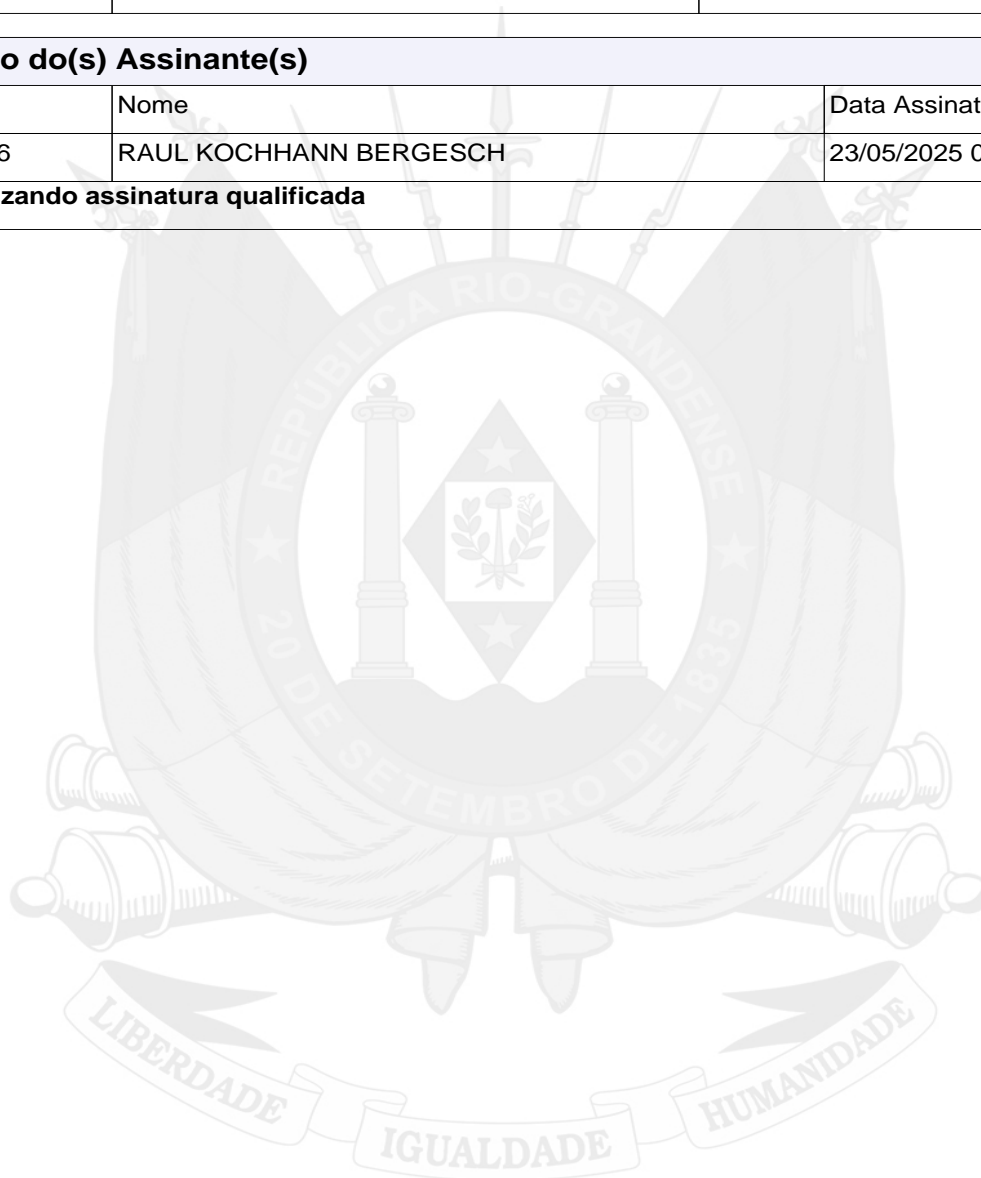 o do(s) Assinante(s)
Nome Data Assinat
6 RAUL KOCHHANN BERGESCH 23/05/2025 0
zando assinatura qualificada
REPÚBLICA RIO-GRANDENSE
20 DE SETEMBRO DE 1835
LIBERDADE IGUALDADE HUMANIDADE